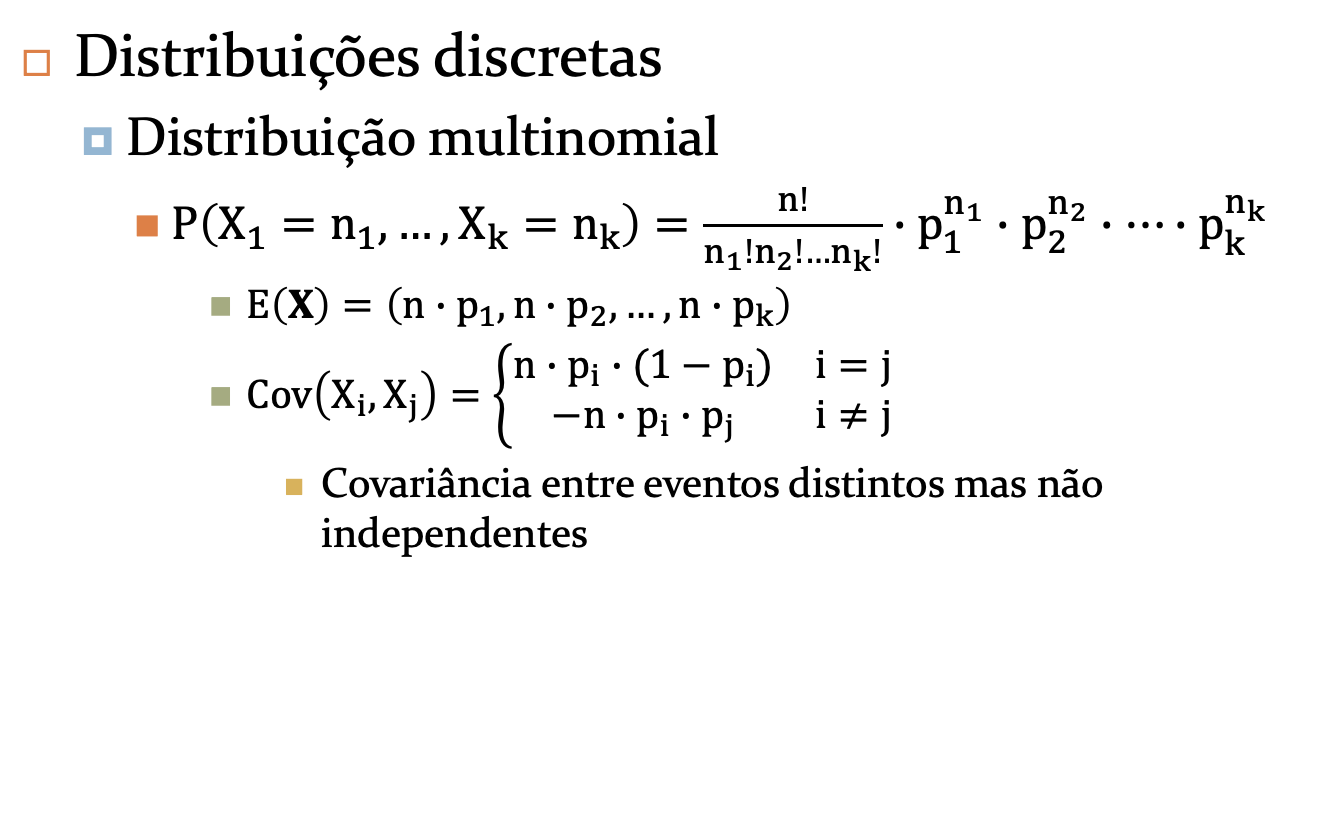 Distribuições discretas
Distribuição multinomial
P(X₁ = n₁, … , Xₖ = nₖ) = n! / (n₁!n₂!…nₖ!) · p₁^n₁ · p₂^n₂ · ⋯ · pₖ^nₖ
E(𝐗) = (n · p₁, n · p₂, … , n · pₖ)
Cov(Xᵢ, Xⱼ) = { n · pᵢ · (1 − pᵢ) i = j
−n · pᵢ · pⱼ i ≠ j
Covariância entre eventos distintos mas não
independentes